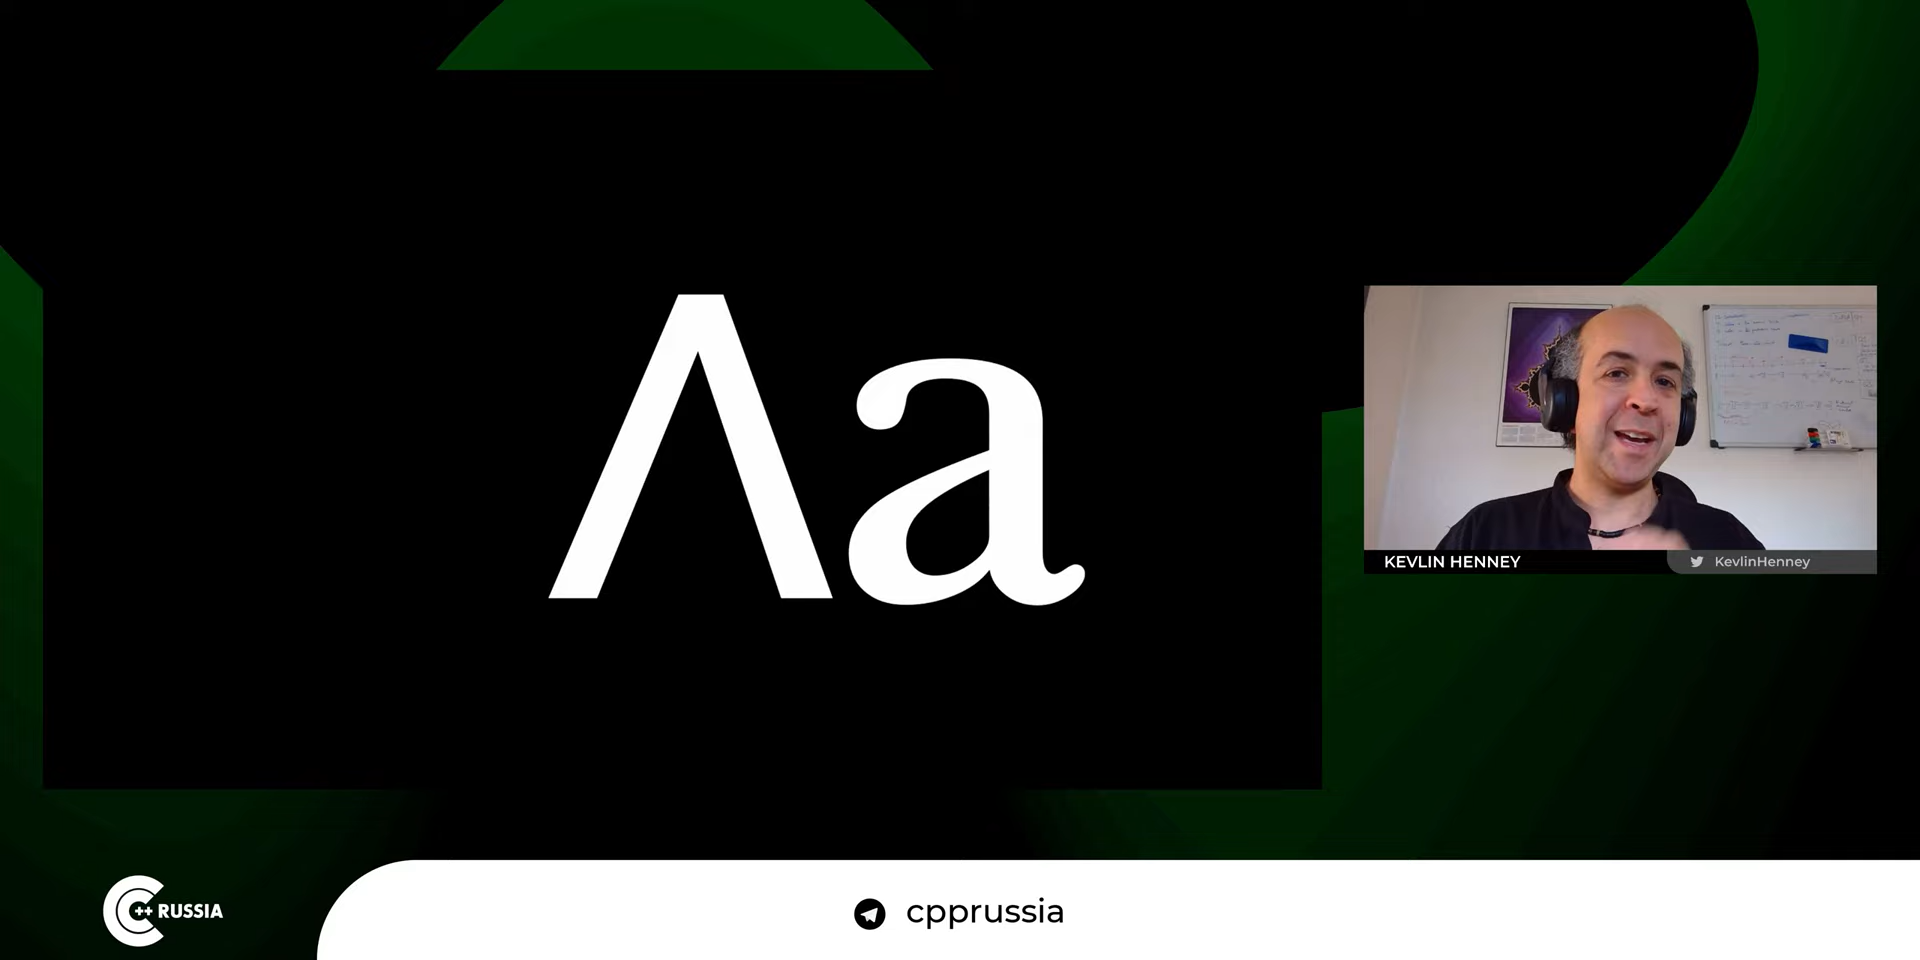 Λa
KEVLIN HENNEY
KevlinHenney
C++ RUSSIA
cpprussia